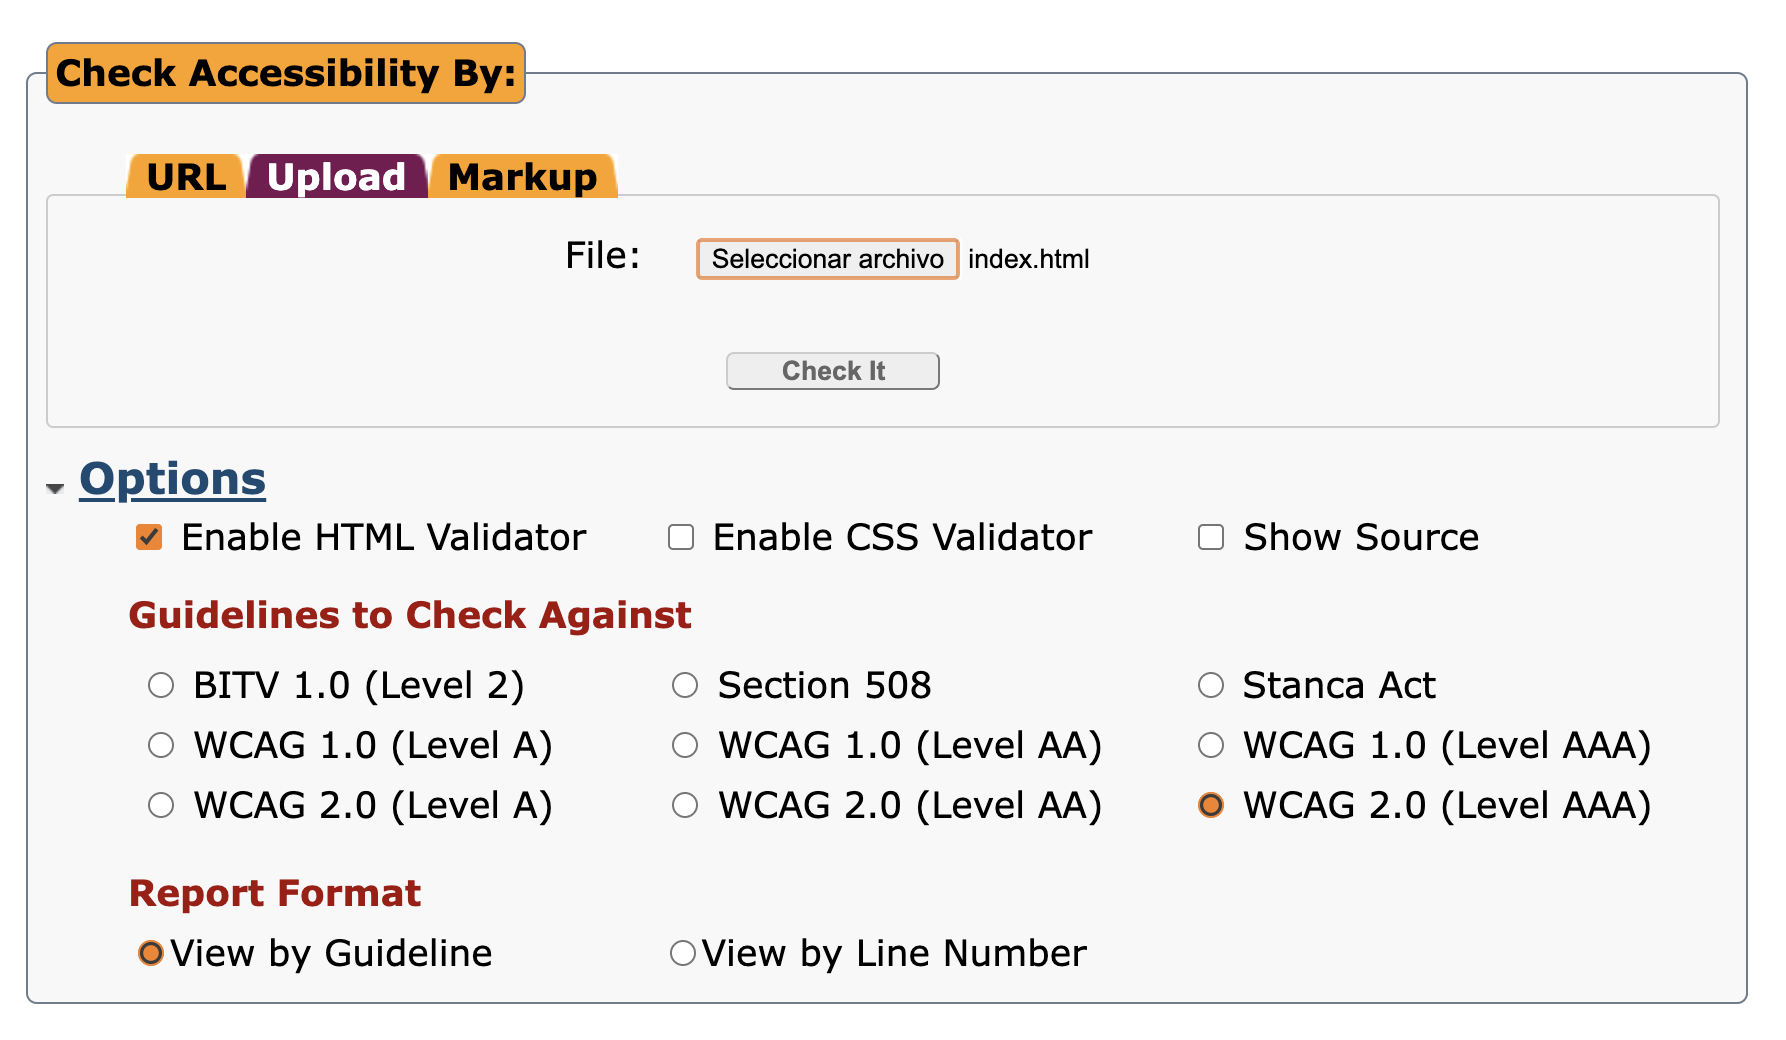 Check Accessibility By:
URL Upload Markup
File: Seleccionar archivo index.html
Check It
Options
Enable HTML Validator Enable CSS Validator Show Source
Guidelines to Check Against
BITV 1.0 (Level 2) Section 508 Stanca Act
WCAG 1.0 (Level A) WCAG 1.0 (Level AA) WCAG 1.0 (Level AAA)
WCAG 2.0 (Level A) WCAG 2.0 (Level AA) WCAG 2.0 (Level AAA)
Report Format
View by Guideline View by Line Number